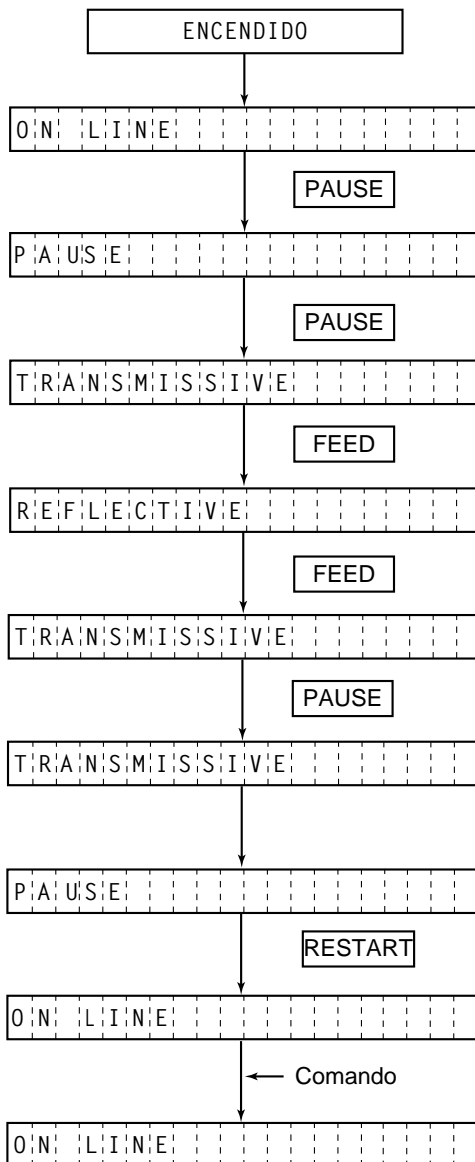 ENCENDIDO
ON LINE
PAUSE
PAUSE
PAUSE
TRANSMISSIVE
FEED
REFLECTIVE
FEED
TRANSMISSIVE
PAUSE
TRANSMISSIVE
PAUSE
RESTART
ON LINE
Comando
ON LINE